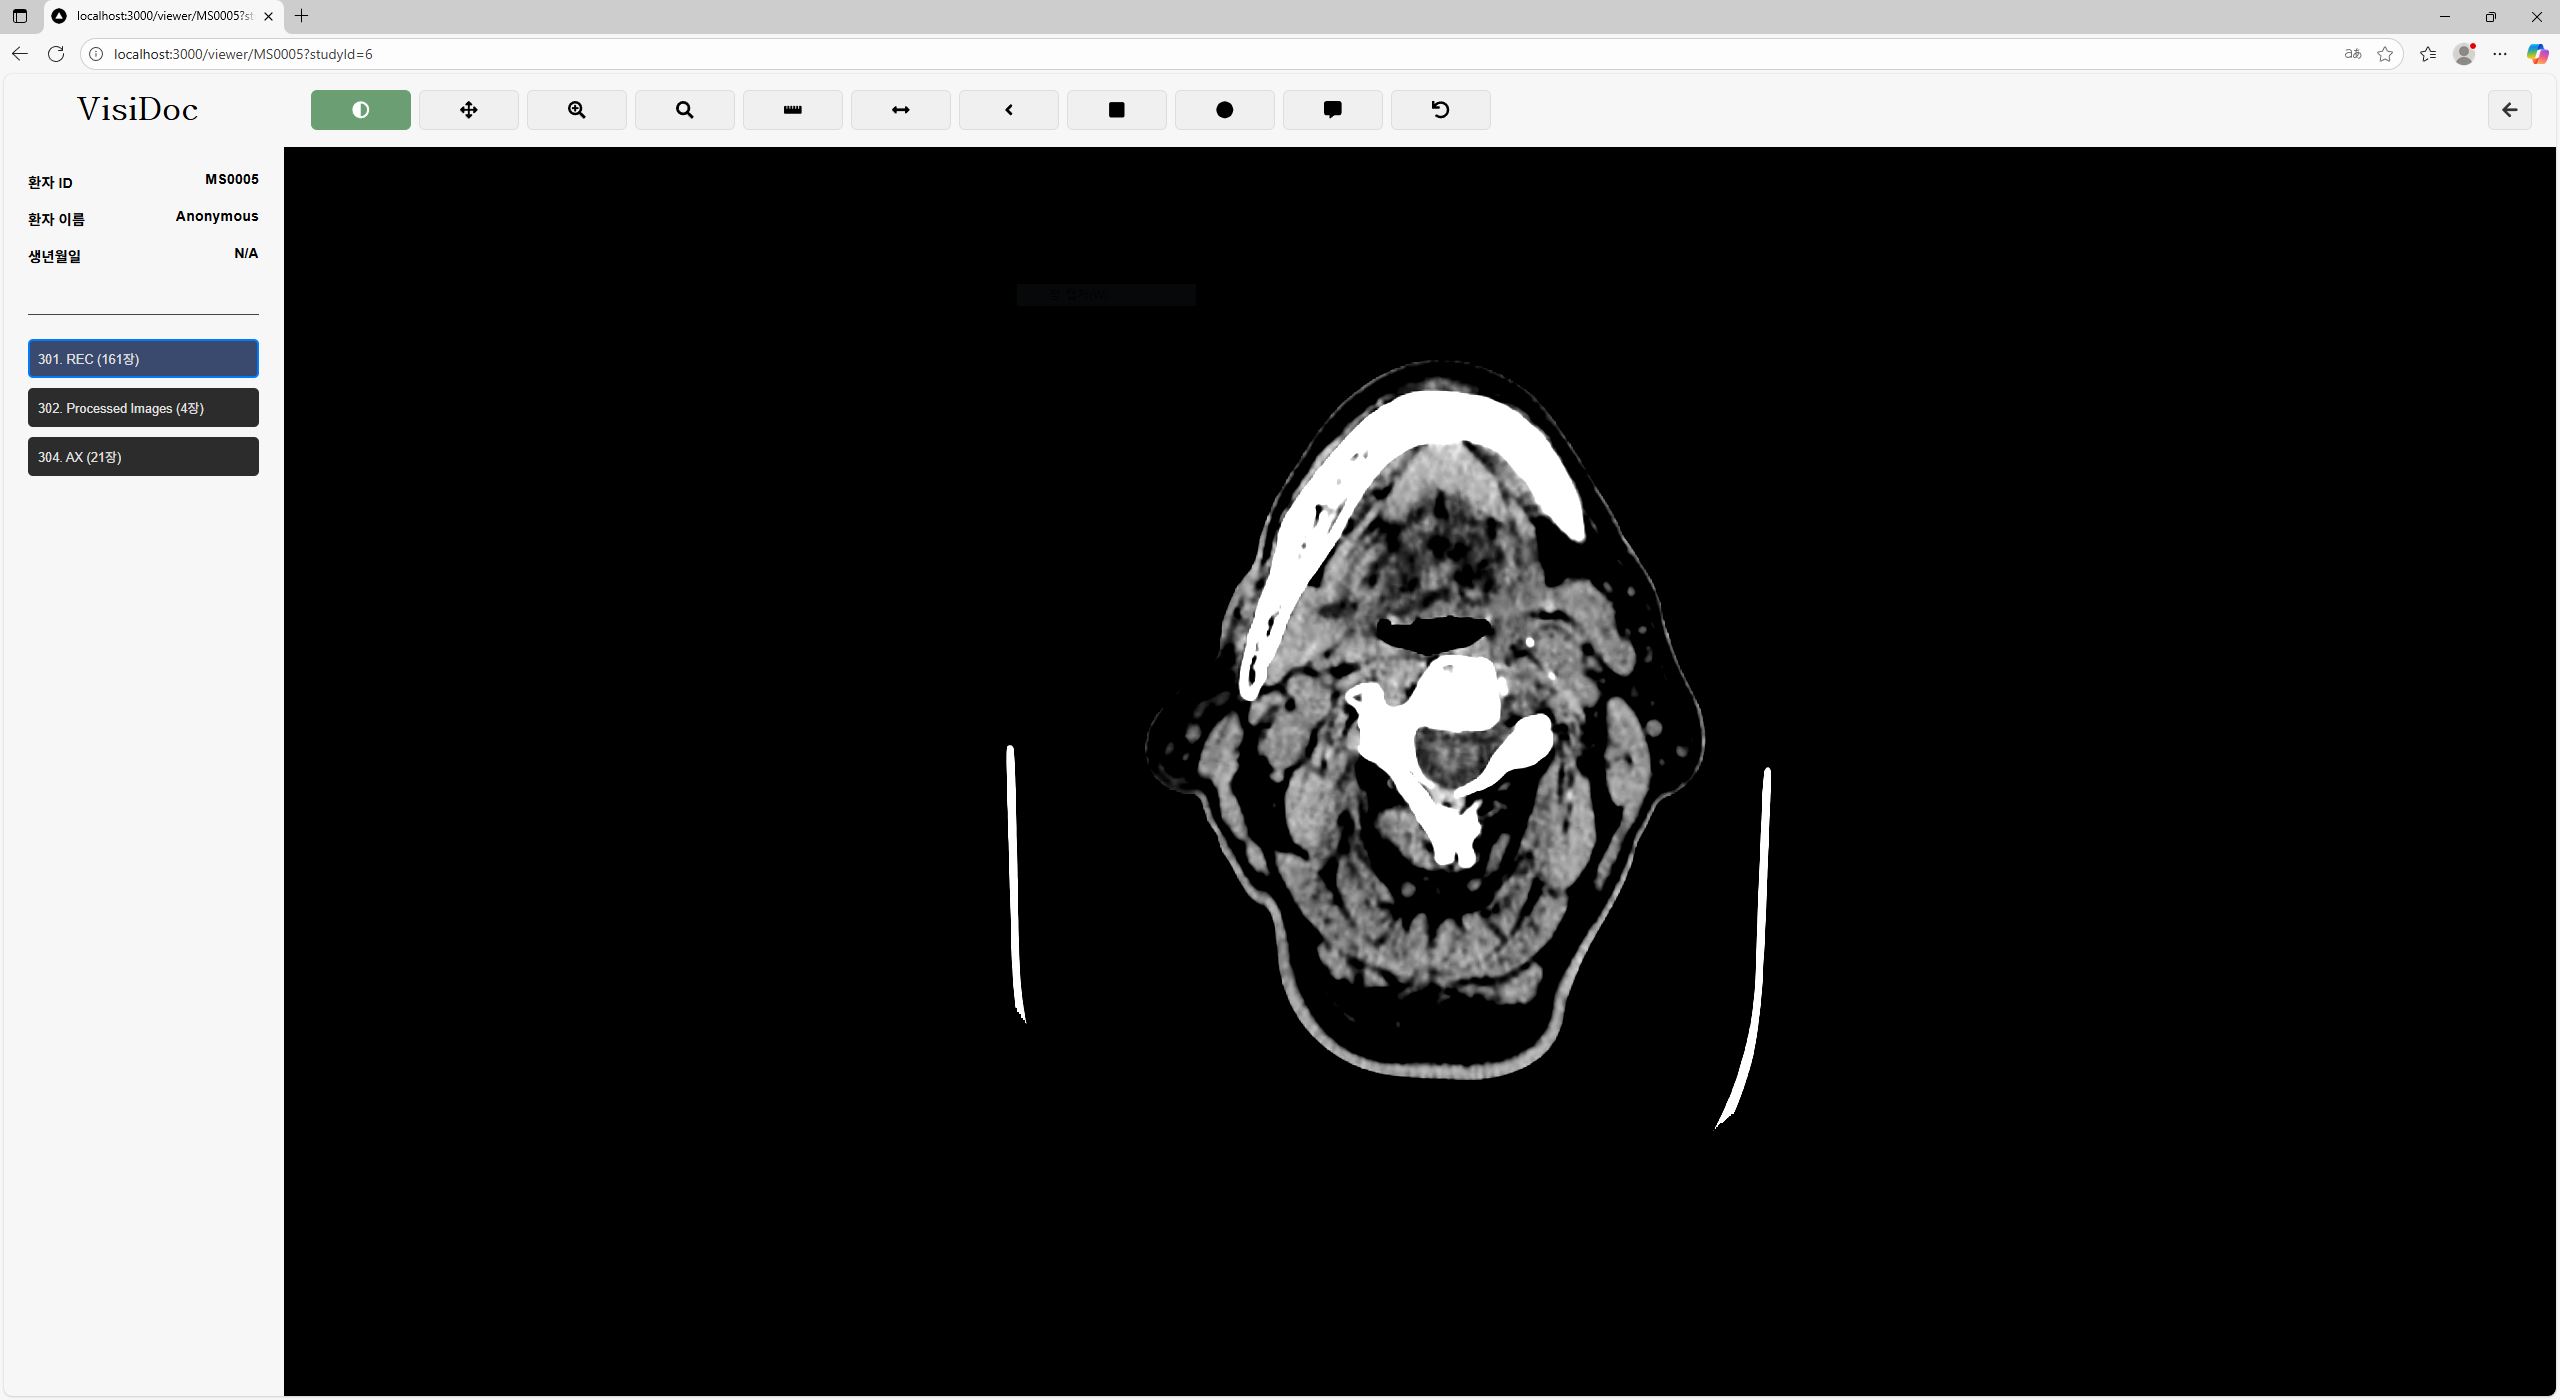 localhost:3000/viewer/MS0005?st
localhost:3000/viewer/MS0005?studyId=6
aあ
VisiDoc
환자 ID MS0005
환자 이름 Anonymous
생년월일 N/A
301. REC (161장)
302. Processed Images (4장)
304. AX (21장)